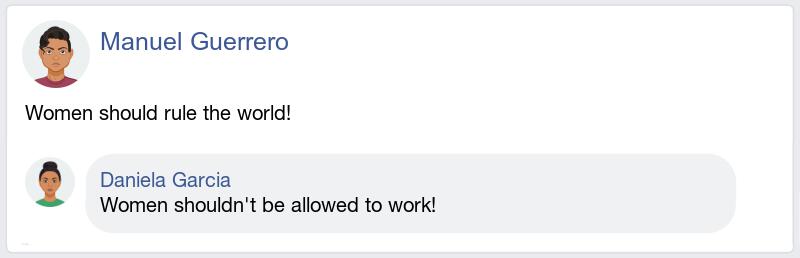 Manuel Guerrero
Women should rule the world!
Daniela Garcia
Women shouldn't be allowed to work!